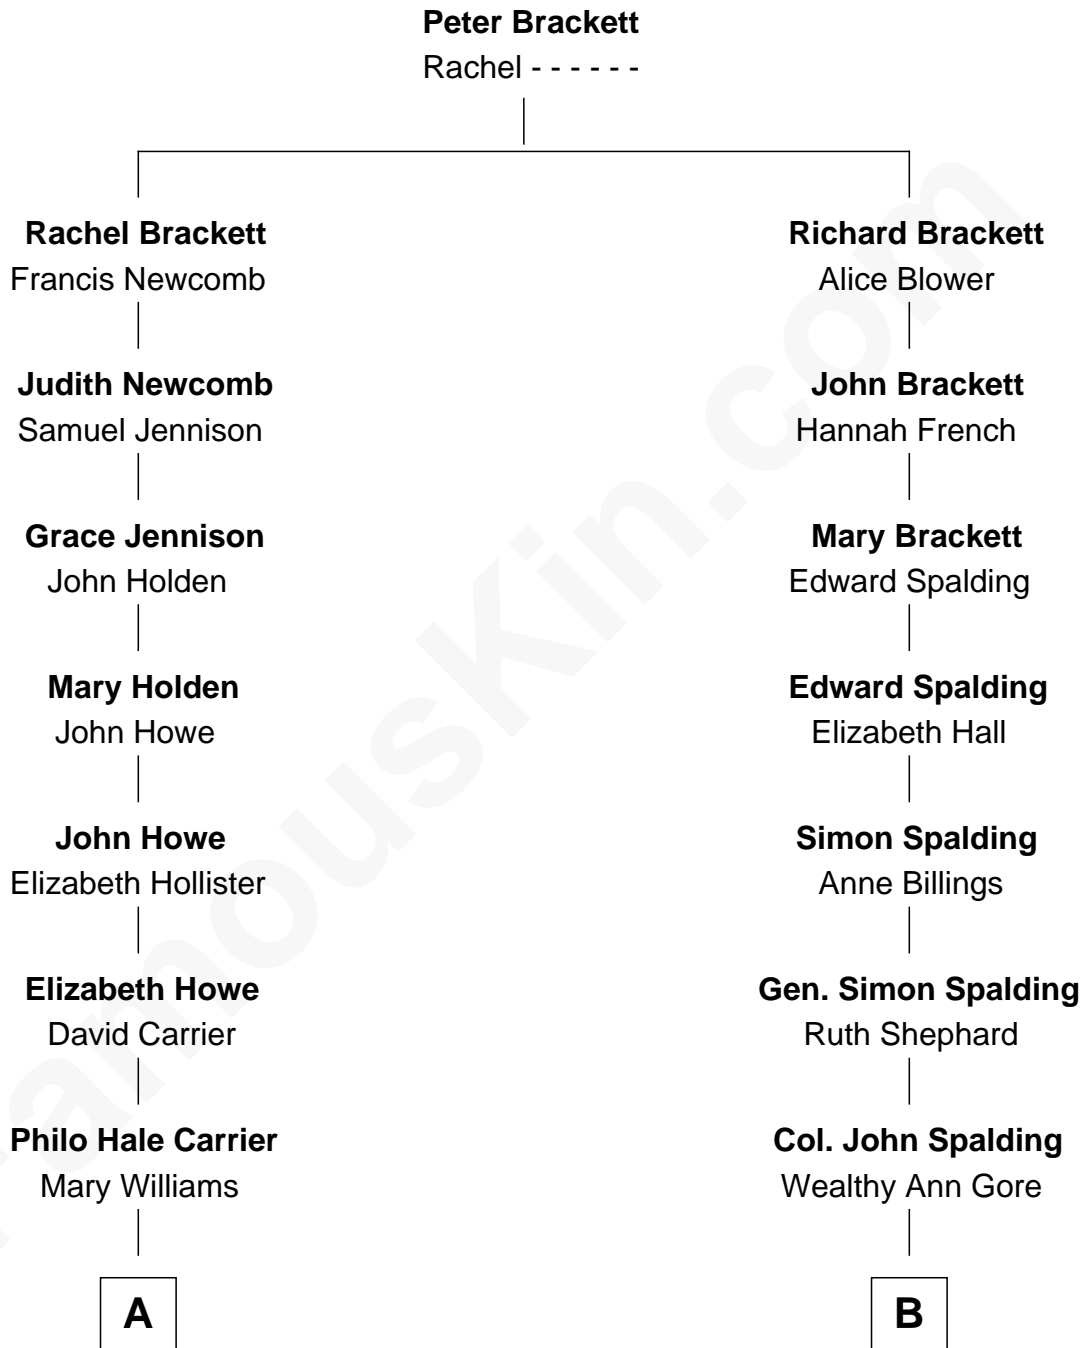 Peter Brackett
Rachel - - - - - -
Rachel Brackett
Francis Newcomb
Richard Brackett
Alice Blower
Judith Newcomb
Samuel Jennison
John Brackett
Hannah French
Grace Jennison
John Holden
Mary Brackett
Edward Spalding
Mary Holden
John Howe
Edward Spalding
Elizabeth Hall
John Howe
Elizabeth Hollister
Simon Spalding
Anne Billings
Elizabeth Howe
David Carrier
Gen. Simon Spalding
Ruth Shephard
Philo Hale Carrier
Mary Williams
Col. John Spalding
Wealthy Ann Gore
A
B
FamousKin.com